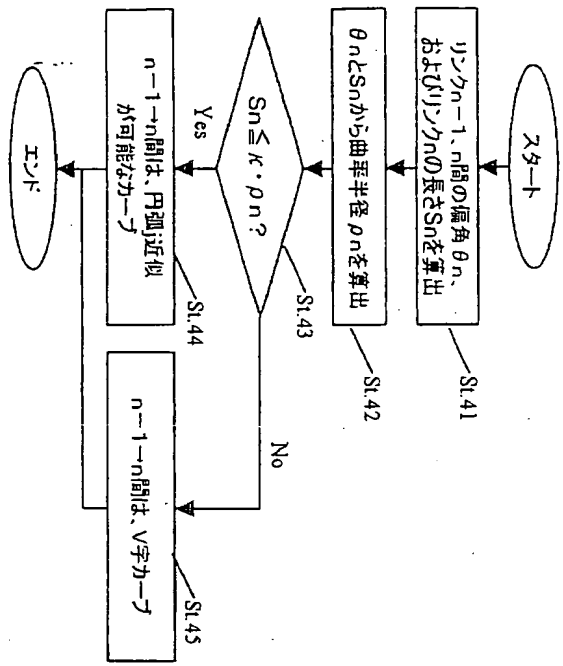 スタート
リンクn-1、n間の偏角θn、
およびリンクnの長さSnを算出
St.41
θnとSnから曲率半径ρnを算出
St.42
Sn≦κ・ρn?
St.43
Yes
No
n-1→n間は、円弧近似
が可能なカーブ
St.44
n-1→n間は、V字カーブ
St.45
エンド